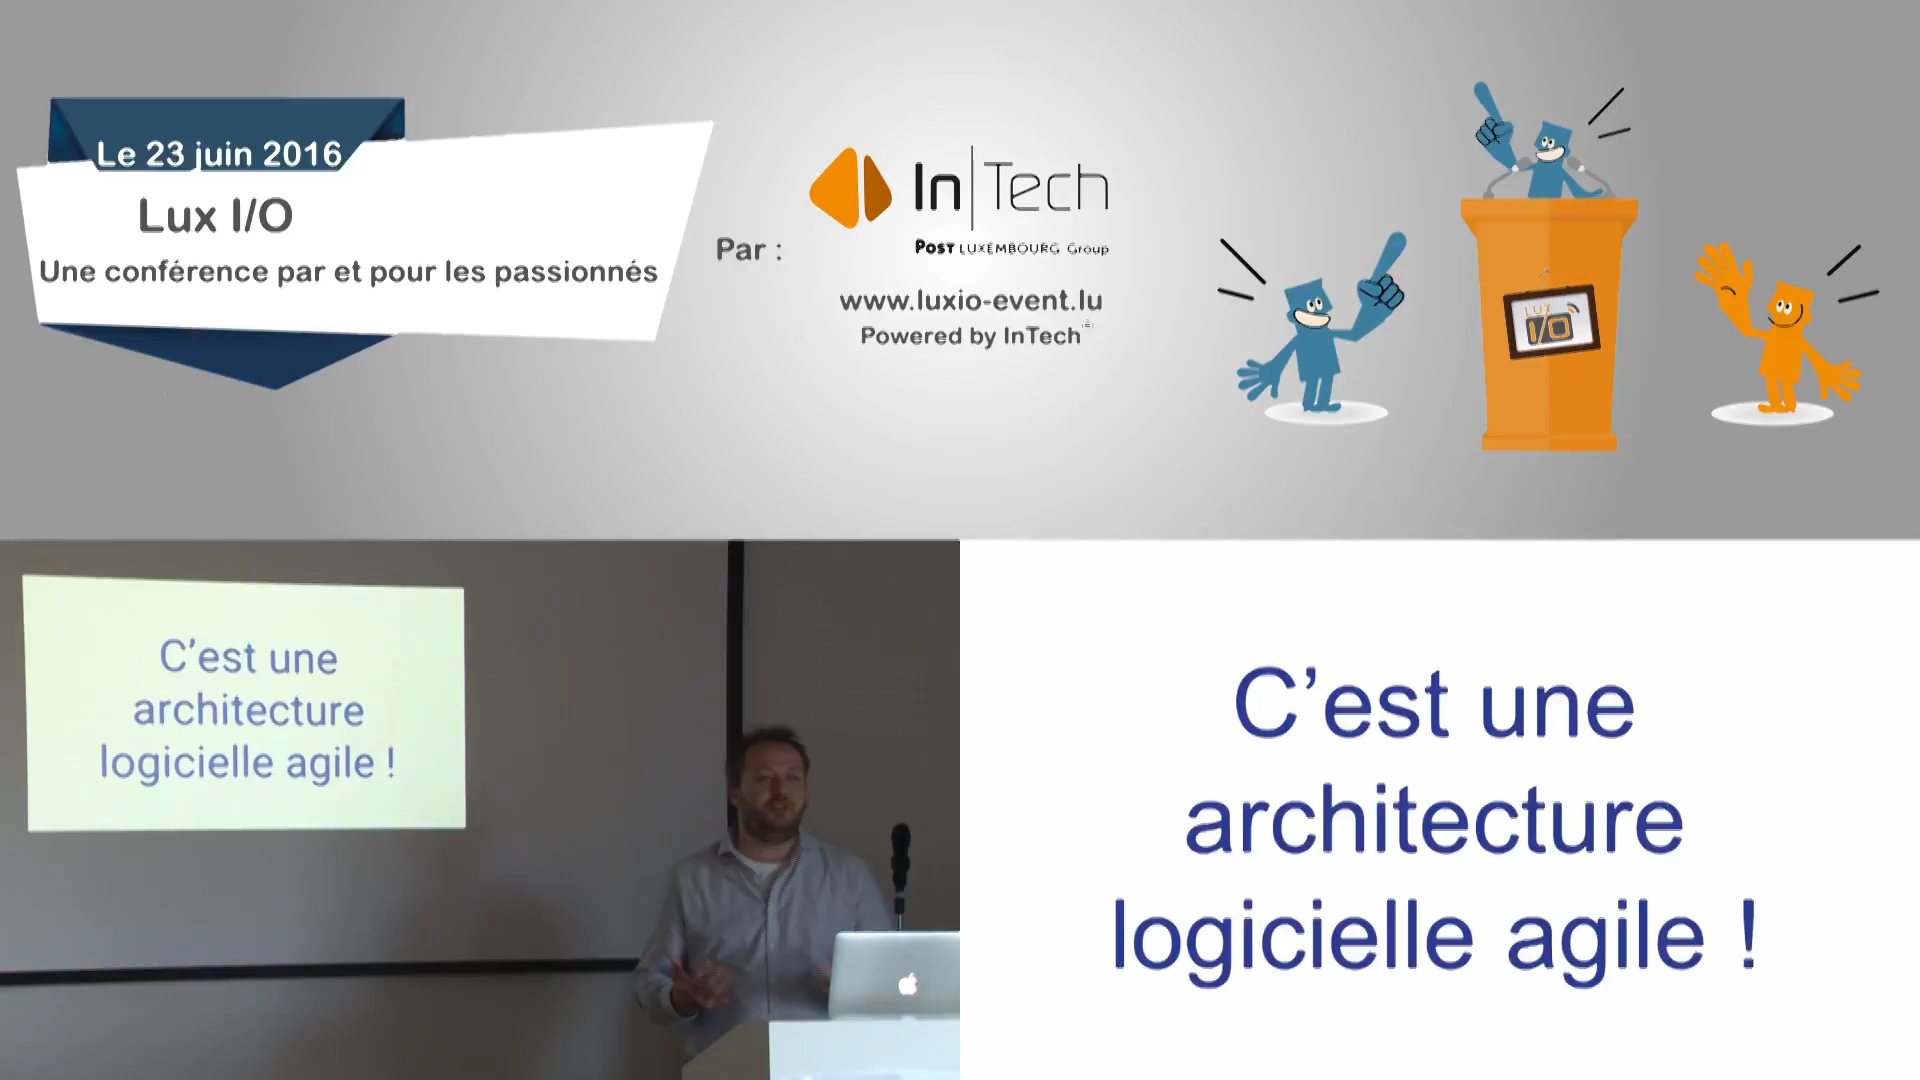 Le 23 juin 2016
Lux I/O
Une conférence par et pour les passionnés
Par :
In|Tech
POST LUXEMBOURG Group
www.luxio-event.lu
Powered by InTech
LUX
I/O
C’est une
architecture
logicielle agile !
C’est une
architecture
logicielle agile !